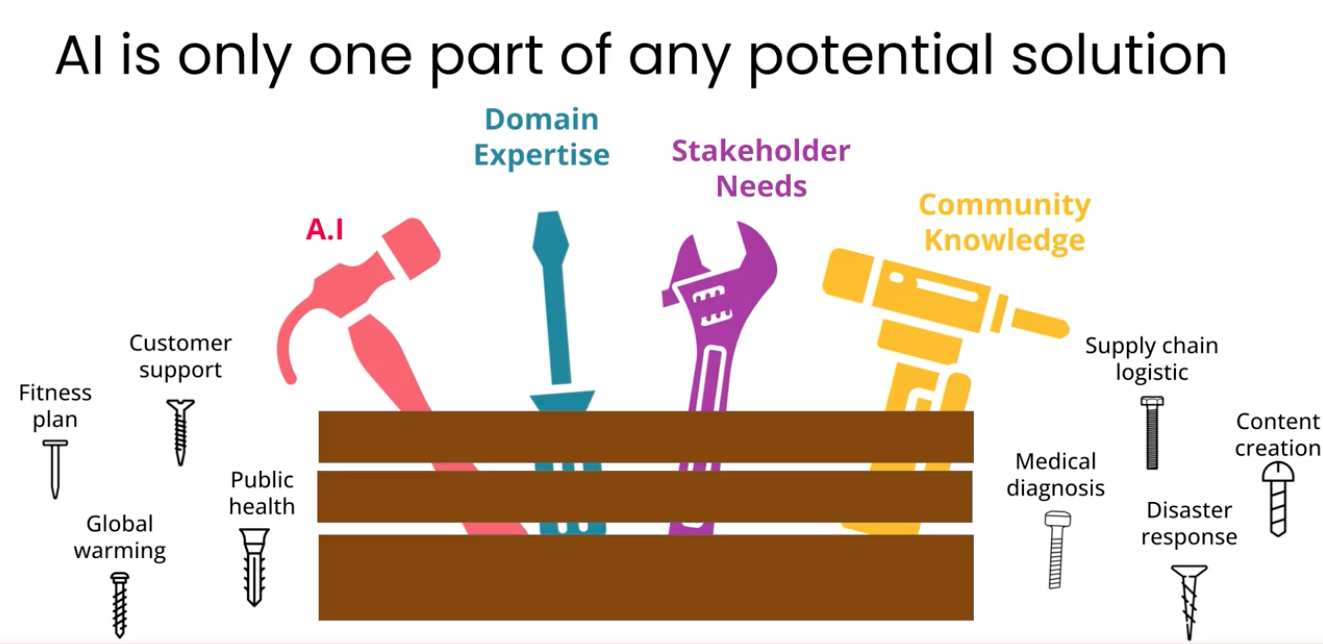 AI is only one part of any potential solution
Domain
Expertise
Stakeholder
Needs
Community
Knowledge
A.I
Customer
support
Fitness
plan
Public
health
Global
warming
Supply chain
logistic
Content
creation
Medical
diagnosis
Disaster
response